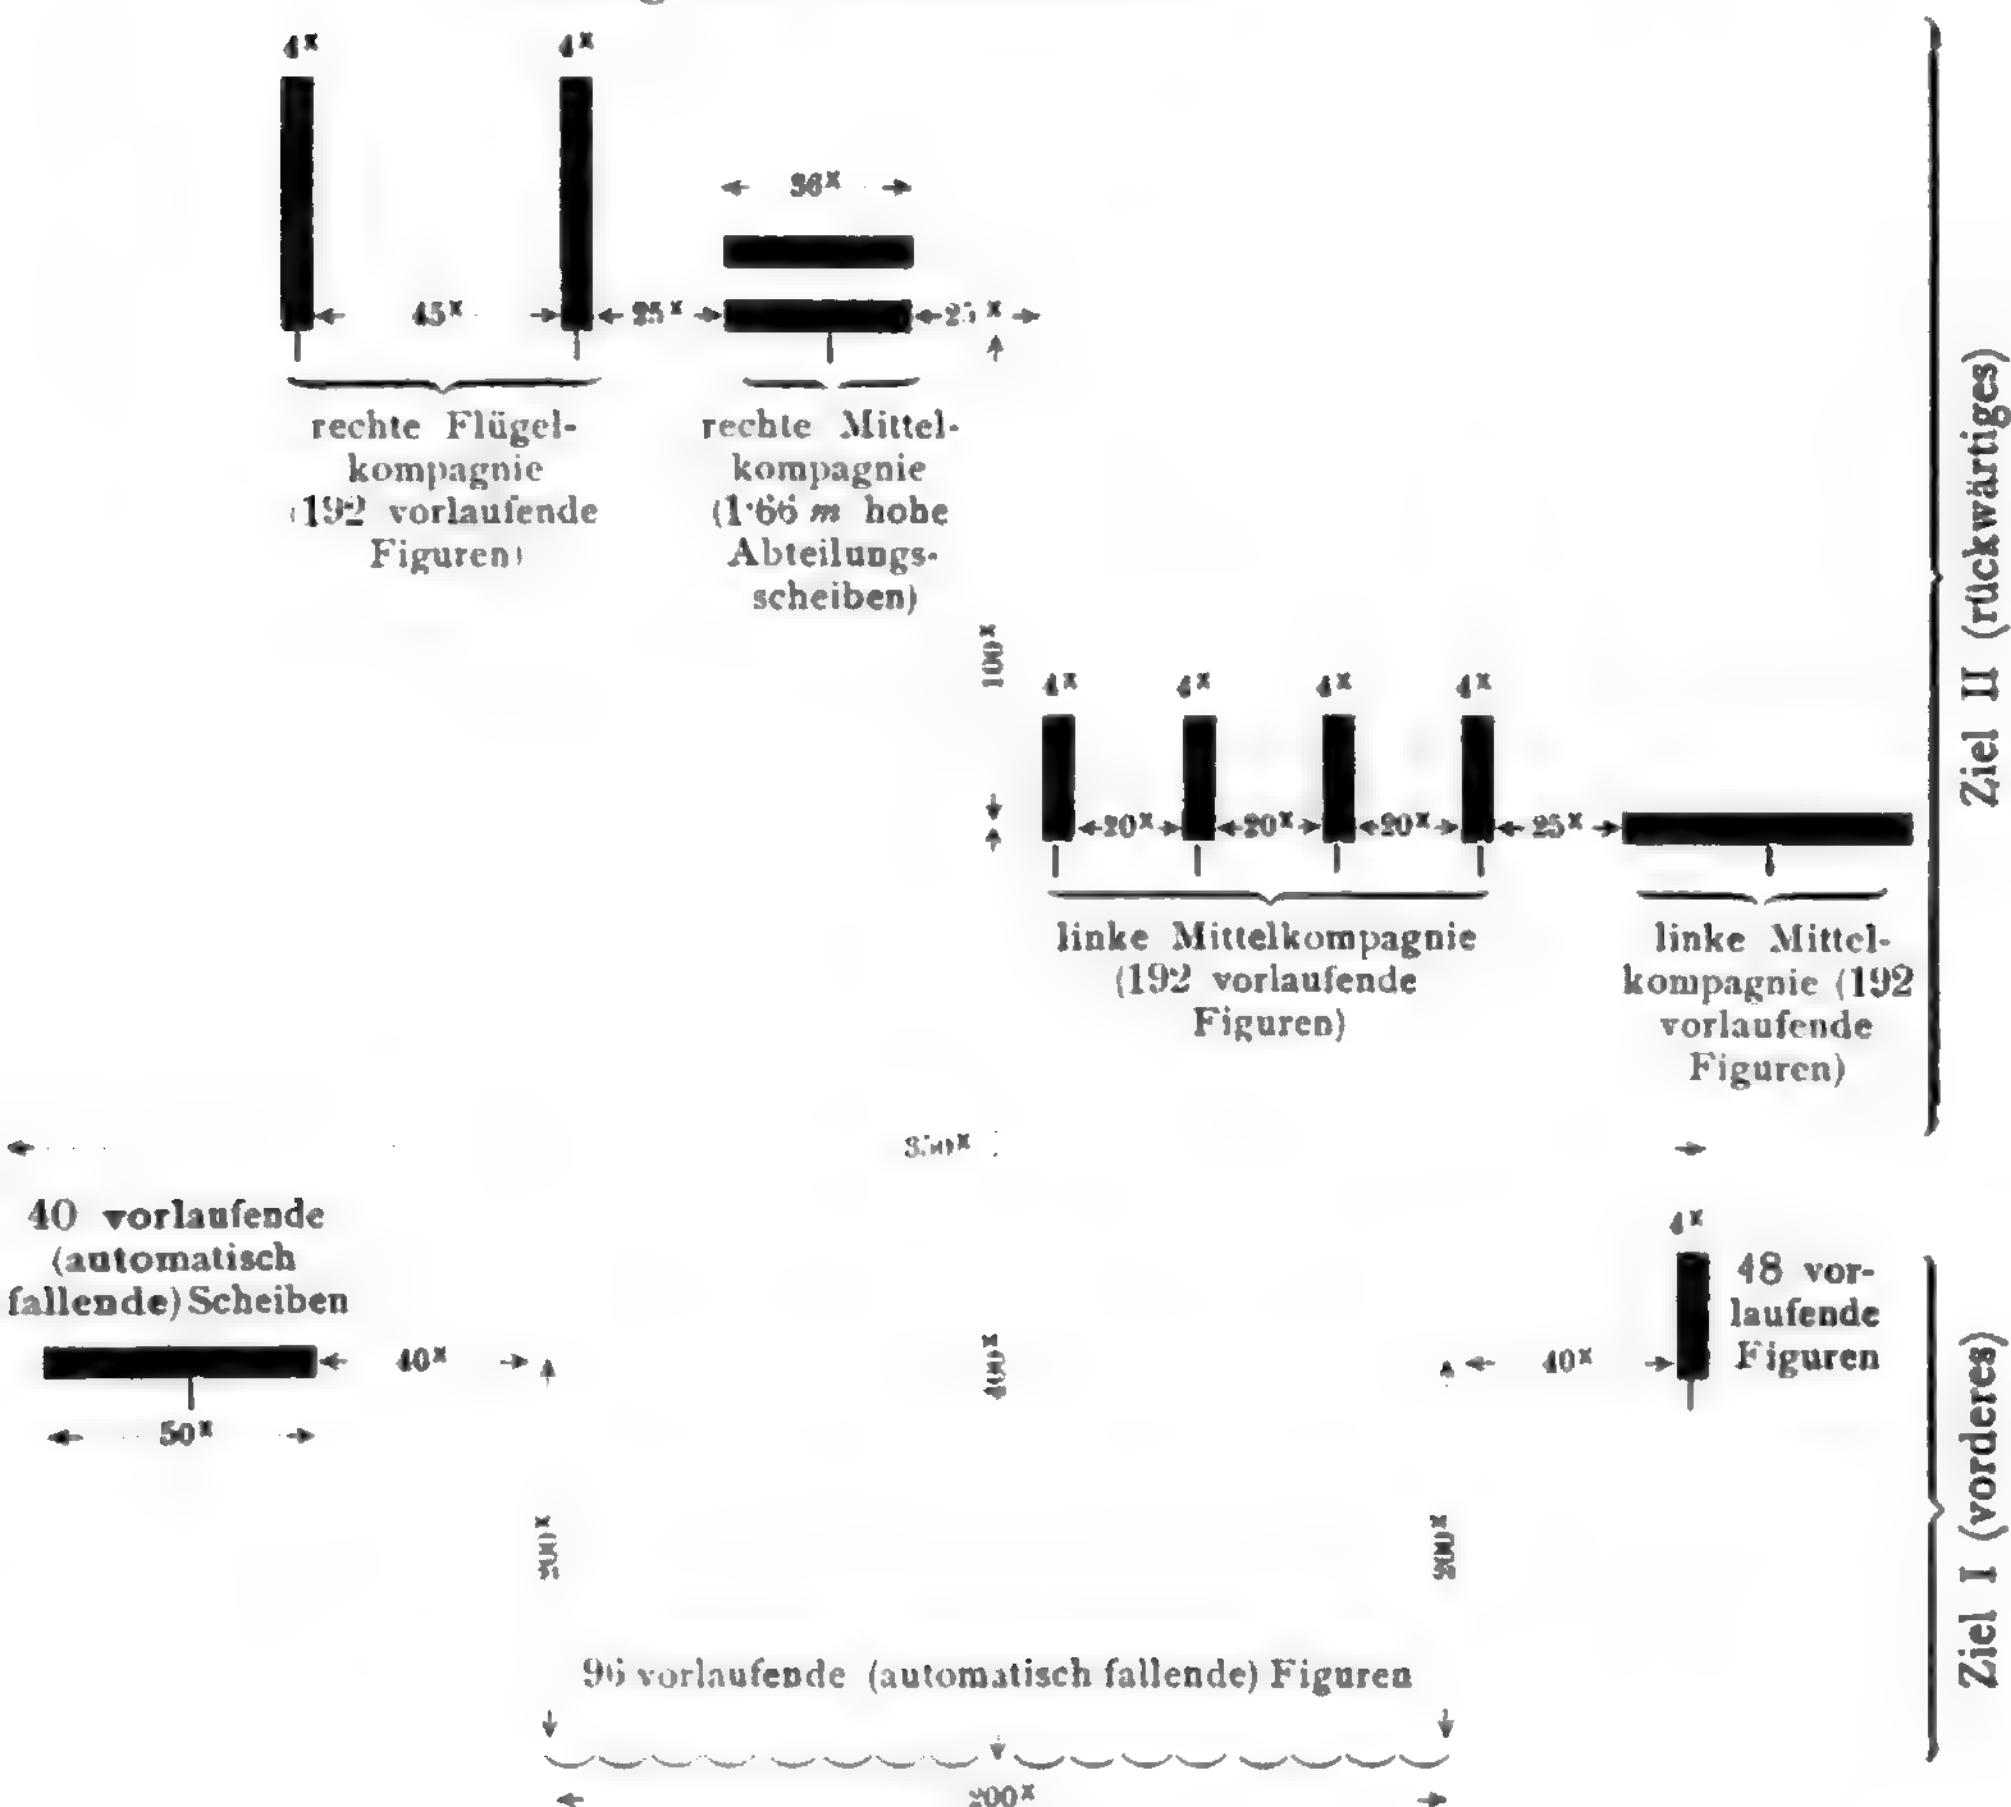 4ˣ 4ˣ
36ˣ
45ˣ 25ˣ 25ˣ
rechte Flügel-
kompagnie
(192 vorlaufende
Figuren)
rechte Mittel-
kompagnie
(1·66 m hohe
Abteilungs-
scheiben)
100ˣ
4ˣ 4ˣ 4ˣ 4ˣ
20ˣ 20ˣ 20ˣ 25ˣ
linke Mittelkompagnie
(192 vorlaufende
Figuren)
linke Mittel-
kompagnie (192
vorlaufende
Figuren)
Ziel II (rückwärtiges)
350ˣ
40 vorlaufende
(automatisch
fallende) Scheiben
40ˣ
50ˣ
400ˣ
40ˣ
4ˣ
48 vor-
laufende
Figuren
200ˣ
96 vorlaufende (automatisch fallende) Figuren
200ˣ
Ziel I (vorderes)